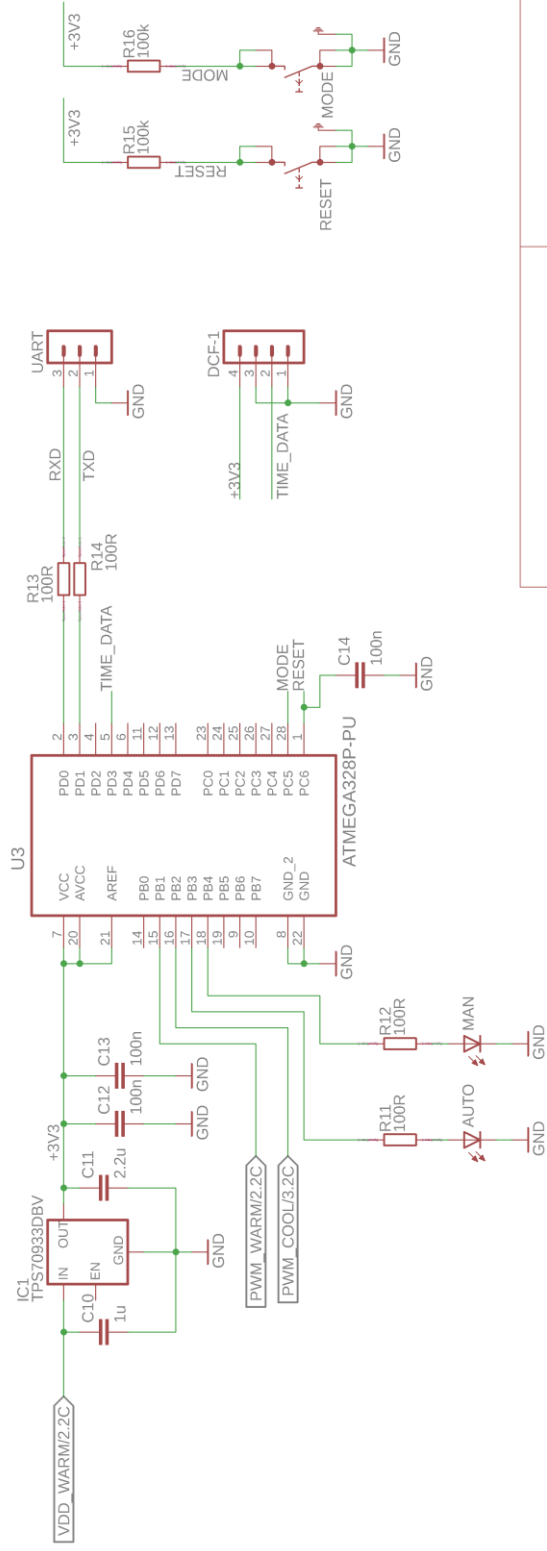 VDD_WARM/2.2C
IC1
TPS70933DBV
IN
OUT
EN
GND
C10
1u
C11
2.2u
GND
+3V3
C12
100n
GND
C13
100n
GND
PWM_WARM/2.2C
PWM_COOL/3.2C
R11
100R
AUTO
GND
R12
100R
MAN
GND
U3
ATMEGA328P-PU
7
VCC
20
AVCC
21
AREF
14
PB0
15
PB1
16
PB2
17
PB3
18
PB4
19
PB5
9
PB6
10
PB7
8
GND_2
22
GND
GND
PD0
2
PD1
3
PD2
4
PD3
5
PD4
6
PD5
11
PD6
12
PD7
13
PC0
23
PC1
24
PC2
25
PC3
26
PC4
27
PC5
28
PC6
1
TIME_DATA
MODE
RESET
C14
100n
GND
R13
100R
R14
100R
RXD
TXD
UART
3
2
1
GND
DCF-1
4
3
2
1
+3V3
TIME_DATA
GND
+3V3
R15
100k
RESET
RESET
GND
+3V3
R16
100k
MODE
MODE
GND